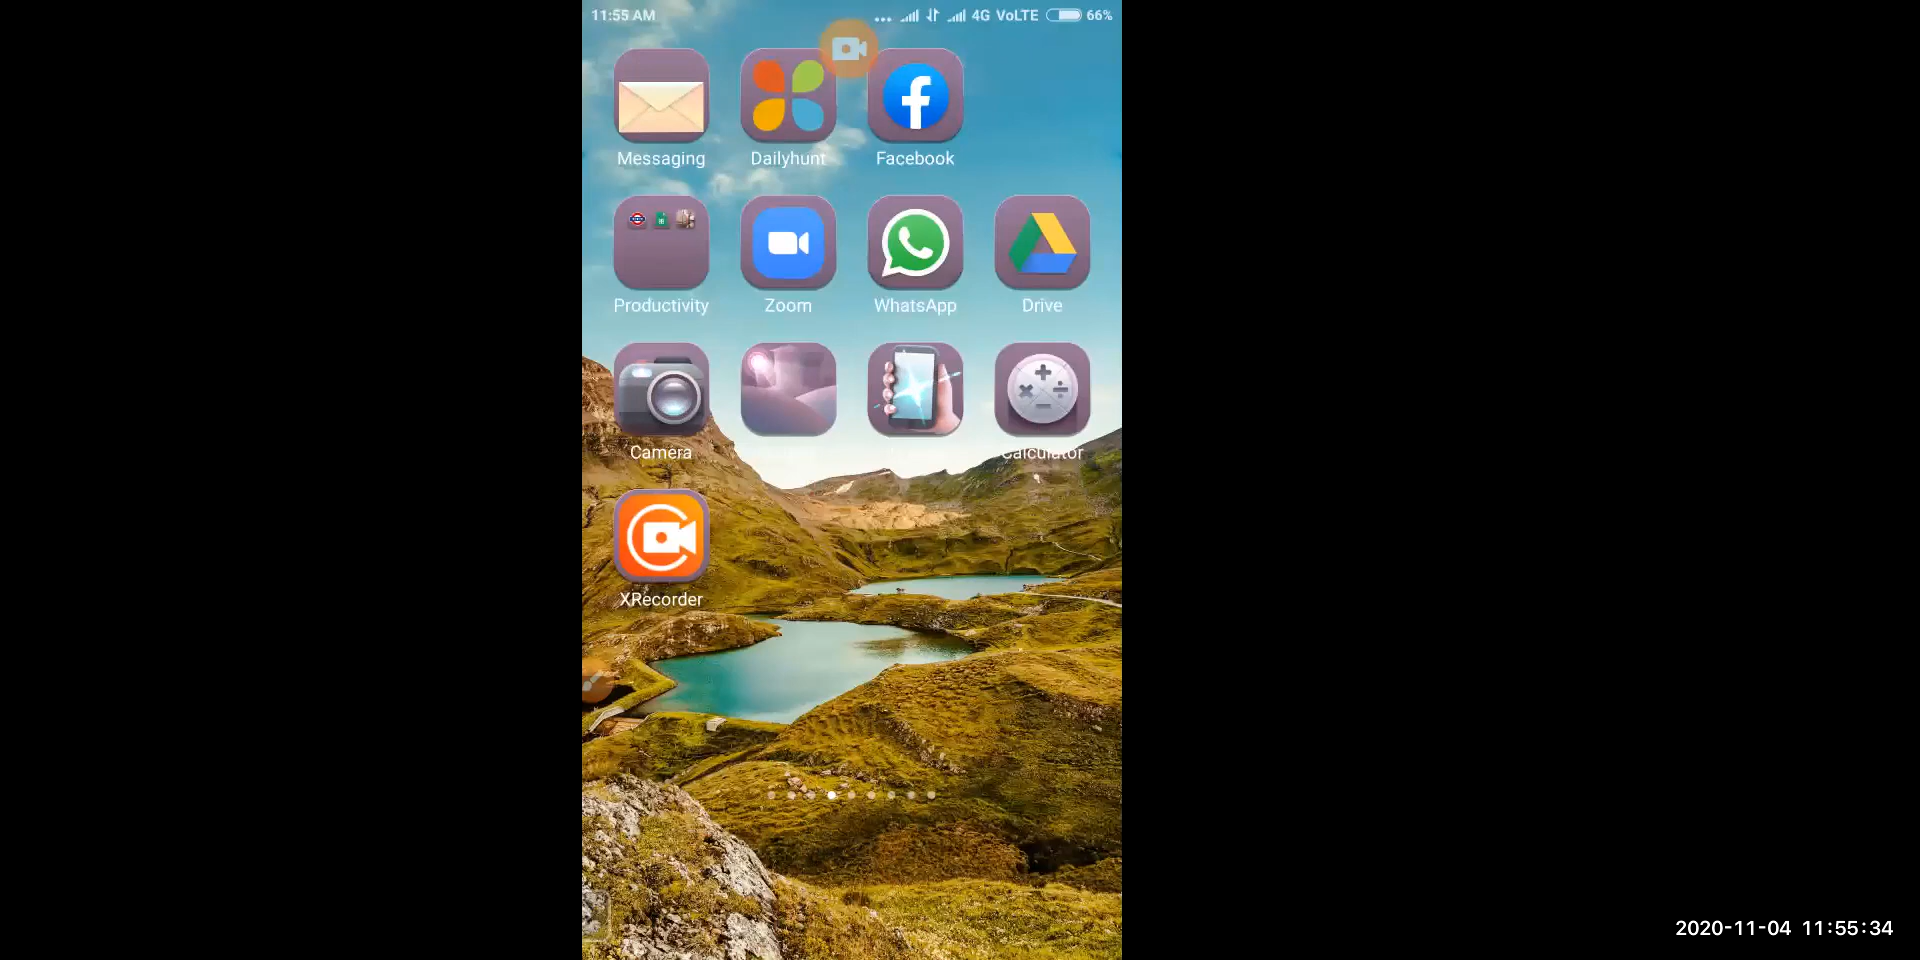 11:55 AM ... 4G VoLTE 66%
Messaging Dailyhunt Facebook
Productivity Zoom WhatsApp Drive
Camera Calculator
XRecorder
2020-11-04 11:55:34